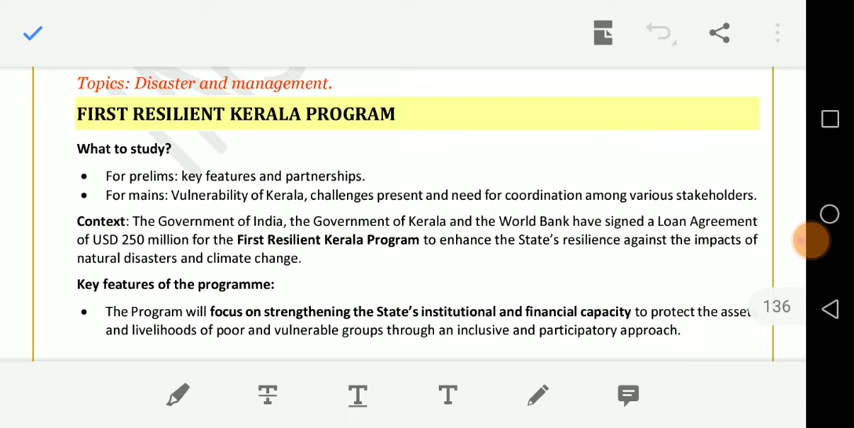 Topics: Disaster and management.
FIRST RESILIENT KERALA PROGRAM
What to study?
• For prelims: key features and partnerships.
• For mains: Vulnerability of Kerala, challenges present and need for coordination among various stakeholders.
Context: The Government of India, the Government of Kerala and the World Bank have signed a Loan Agreement
of USD 250 million for the First Resilient Kerala Program to enhance the State's resilience against the impacts of
natural disasters and climate change.
Key features of the programme:
• The Program will focus on strengthening the State's institutional and financial capacity to protect the
136
and livelihoods of poor and vulnerable groups through an inclusive and participatory approach.